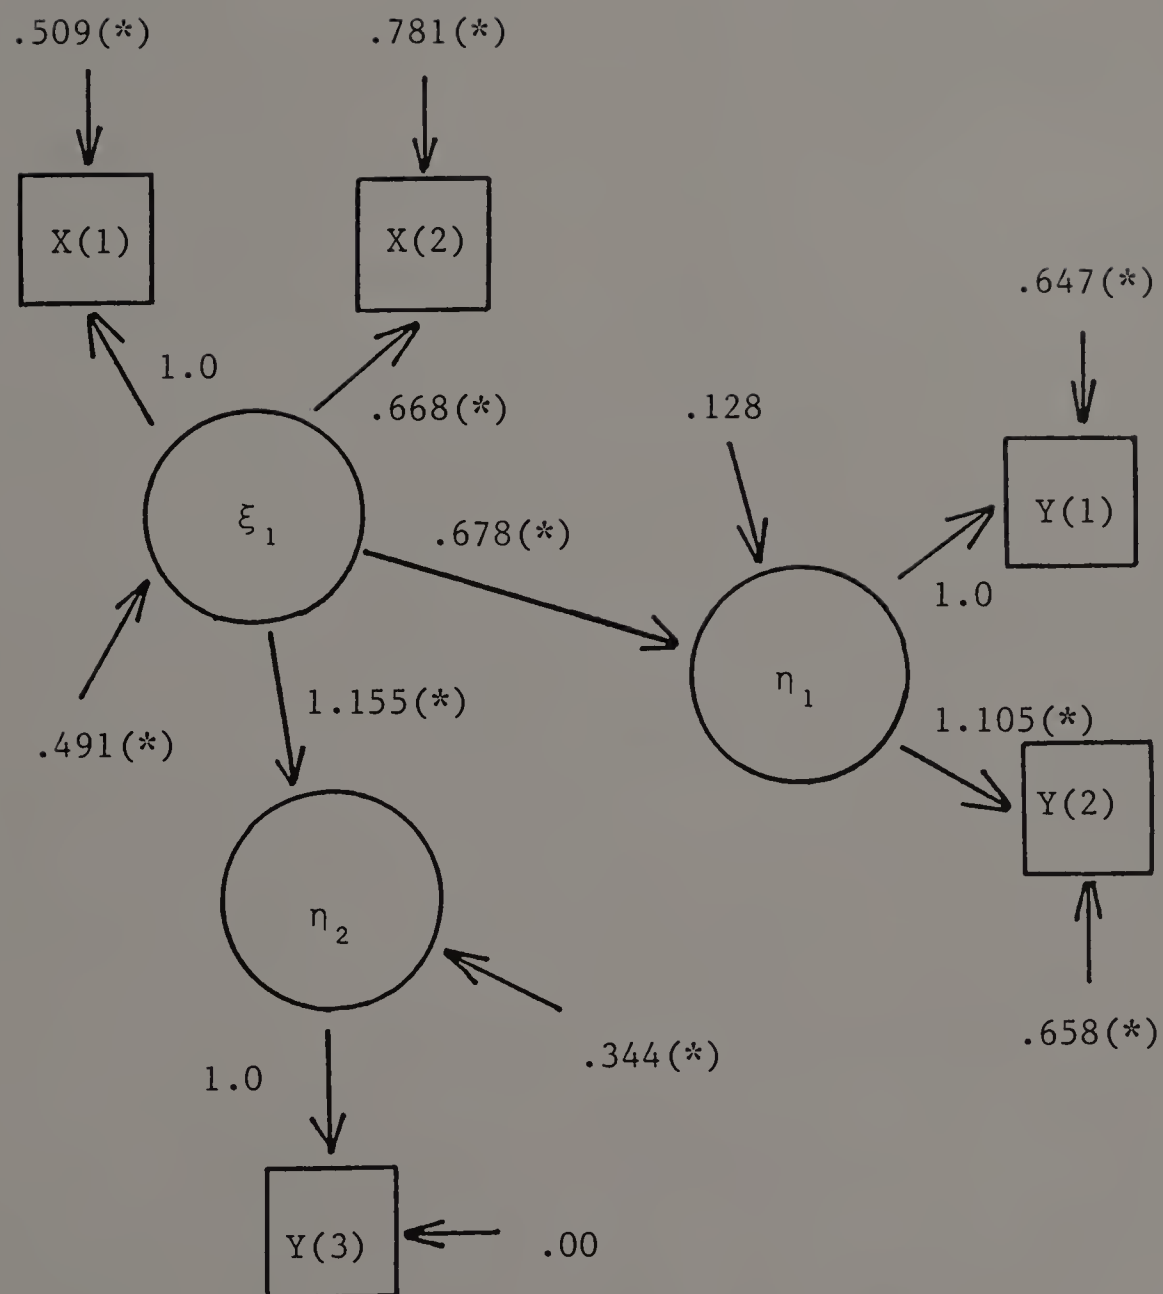 .509(*)
.781(*)
X(1)
X(2)
.647(*)
1.0
.668(*)
.128
ξ₁
.678(*)
Y(1)
1.0
η₁
1.155(*)
.491(*)
1.105(*)
Y(2)
η₂
.344(*)
.658(*)
1.0
Y(3)
.00